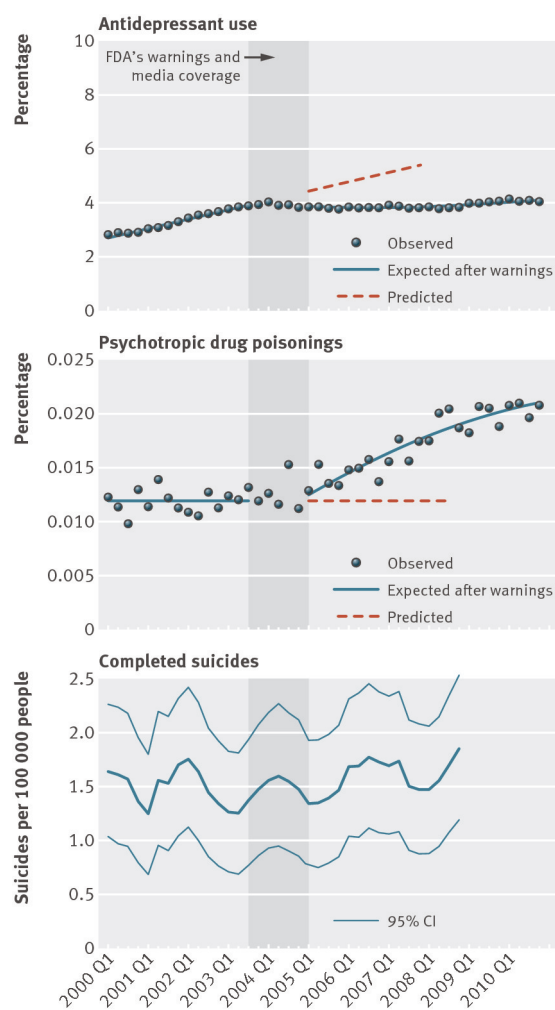 Antidepressant use
Percentage
10
8
6
4
2
0
FDA's warnings and
media coverage
Observed
Expected after warnings
Predicted
Psychotropic drug poisonings
Percentage
0.025
0.020
0.015
0.010
0.005
0
Observed
Expected after warnings
Predicted
Completed suicides
Suicides per 100 000 people
2.5
2.0
1.5
1.0
0.5
0
95% CI
2000 Q1
2001 Q1
2002 Q1
2003 Q1
2004 Q1
2005 Q1
2006 Q1
2007 Q1
2008 Q1
2009 Q1
2010 Q1